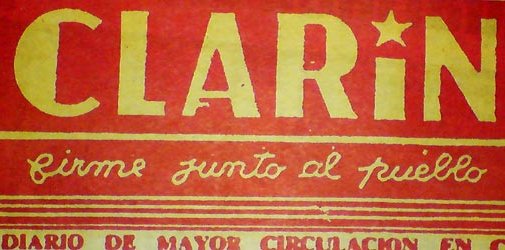 CLARiN
firme junto al pueblo
DIARIO DE MAYOR CIRCULACION EN